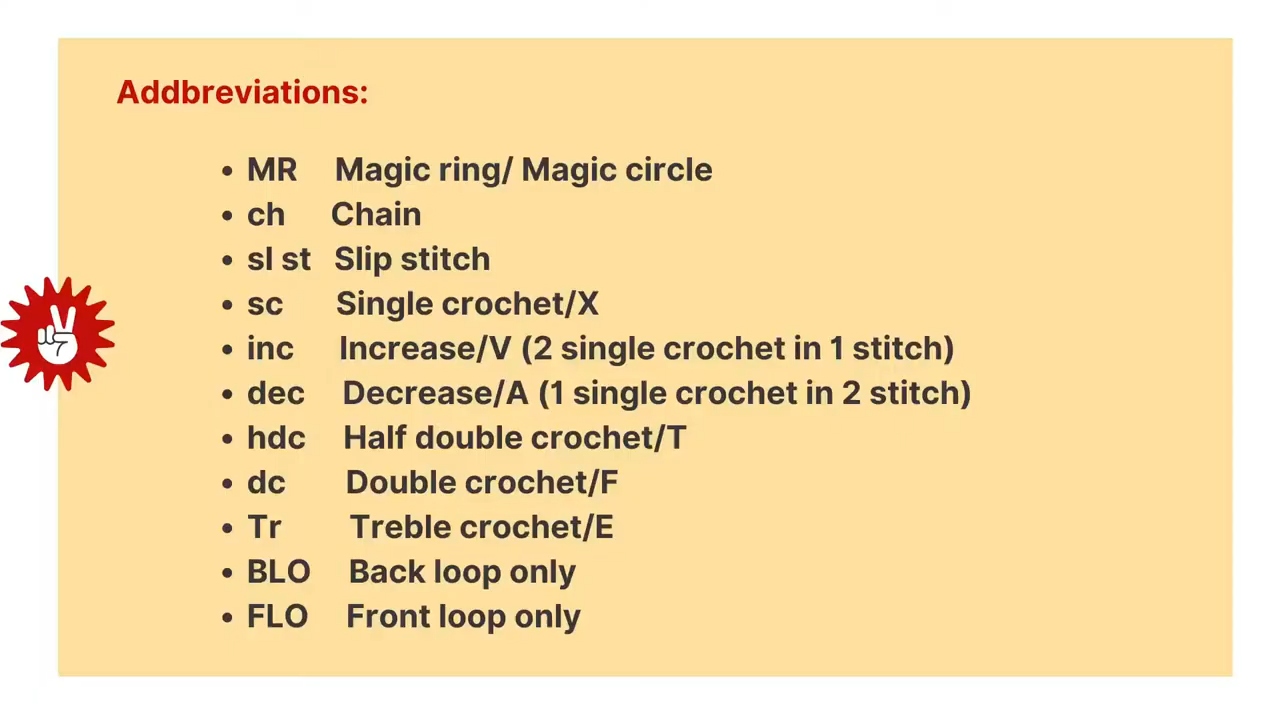 Addbreviations:
• MR Magic ring/ Magic circle
• ch Chain
• sl st Slip stitch
• sc Single crochet/X
• inc Increase/V (2 single crochet in 1 stitch)
• dec Decrease/A (1 single crochet in 2 stitch)
• hdc Half double crochet/T
• dc Double crochet/F
• Tr Treble crochet/E
• BLO Back loop only
• FLO Front loop only